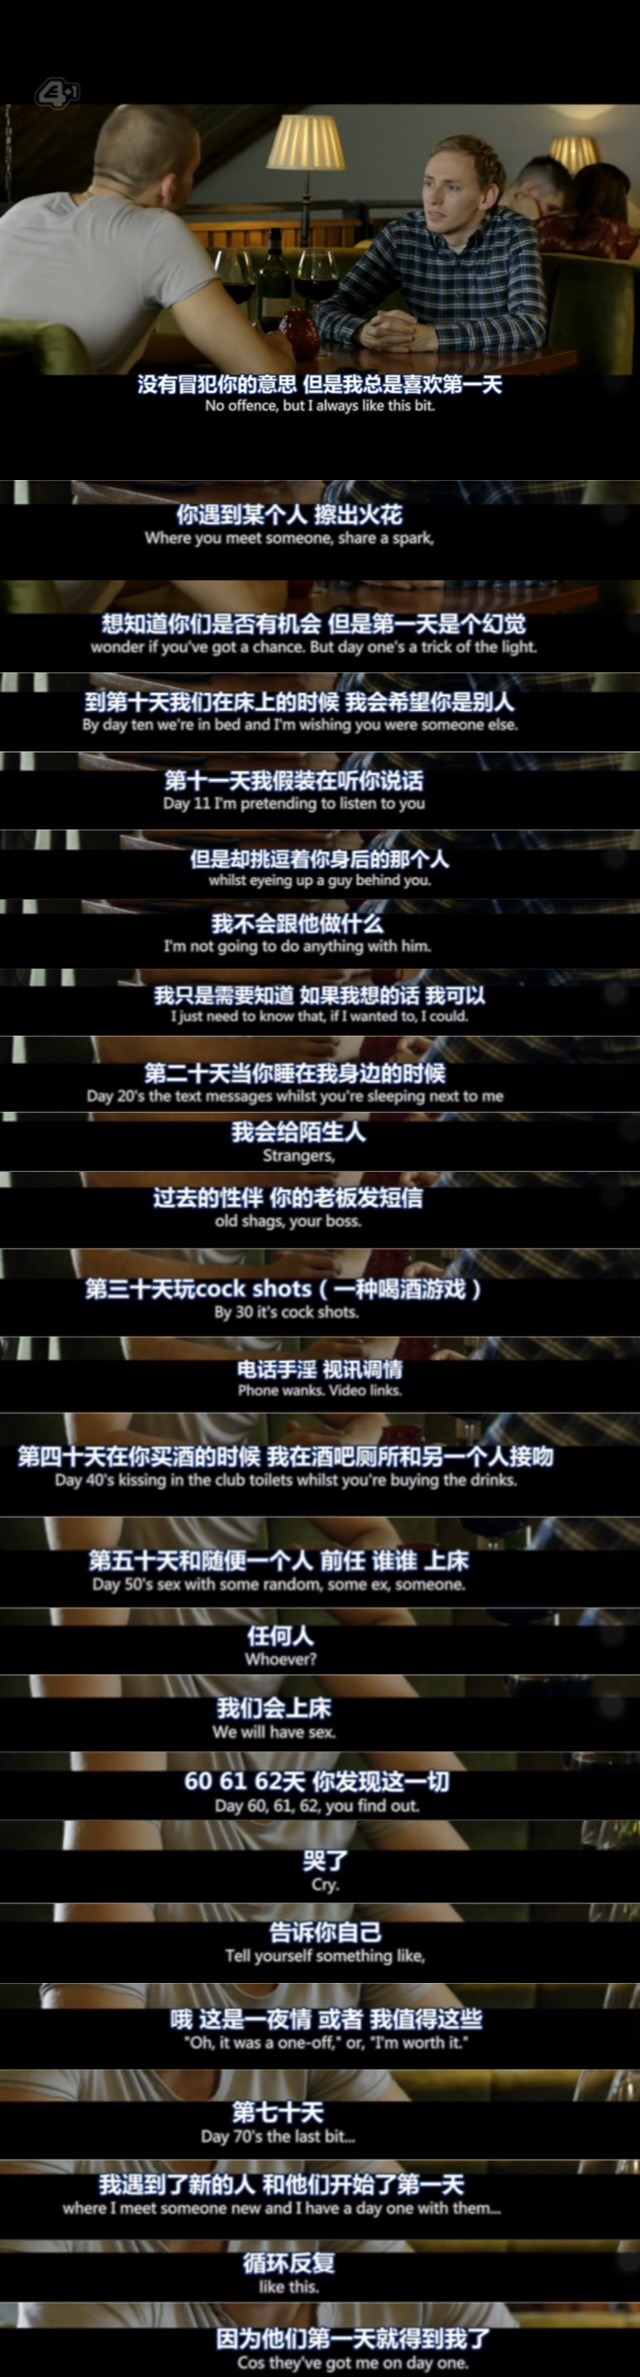 4+1
没有冒犯你的意思 但是我总是喜欢第一天
No offence, but I always like this bit.
你遇到某个人 擦出火花
Where you meet someone, share a spark,
想知道你们是否有机会 但是第一天是个幻觉
wonder if you've got a chance. But day one's a trick of the light.
到第十天我们在床上的时候 我会希望你是别人
By day ten we're in bed and I'm wishing you were someone else.
第十一天我假装在听你说话
Day 11 I'm pretending to listen to you
但是却挑逗着你身后的那个人
whilst eyeing up a guy behind you.
我不会跟他做什么
I'm not going to do anything with him.
我只是需要知道 如果我想的话 我可以
I just need to know that, if I wanted to, I could.
第二十天当你睡在我身边的时候
Day 20's the text messages whilst you're sleeping next to me
我会给陌生人
Strangers,
过去的性伴 你的老板发短信
old shags, your boss.
第三十天玩cock shots（一种喝酒游戏）
By 30 it's cock shots.
电话手淫 视讯调情
Phone wanks. Video links.
第四十天在你买酒的时候 我在酒吧厕所和另一个人接吻
Day 40's kissing in the club toilets whilst you're buying the drinks.
第五十天和随便一个人 前任 谁谁 上床
Day 50's sex with some random, some ex, someone.
任何人
Whoever?
我们会上床
We will have sex.
60 61 62天 你发现这一切
Day 60, 61, 62, you find out.
哭了
Cry.
告诉你自己
Tell yourself something like,
哦 这是一夜情 或者 我值得这些
"Oh, it was a one-off," or, "I'm worth it."
第七十天
Day 70's the last bit...
我遇到了新的人 和他们开始了第一天
where I meet someone new and I have a day one with them...
循环反复
like this.
因为他们第一天就得到我了
Cos they've got me on day one.